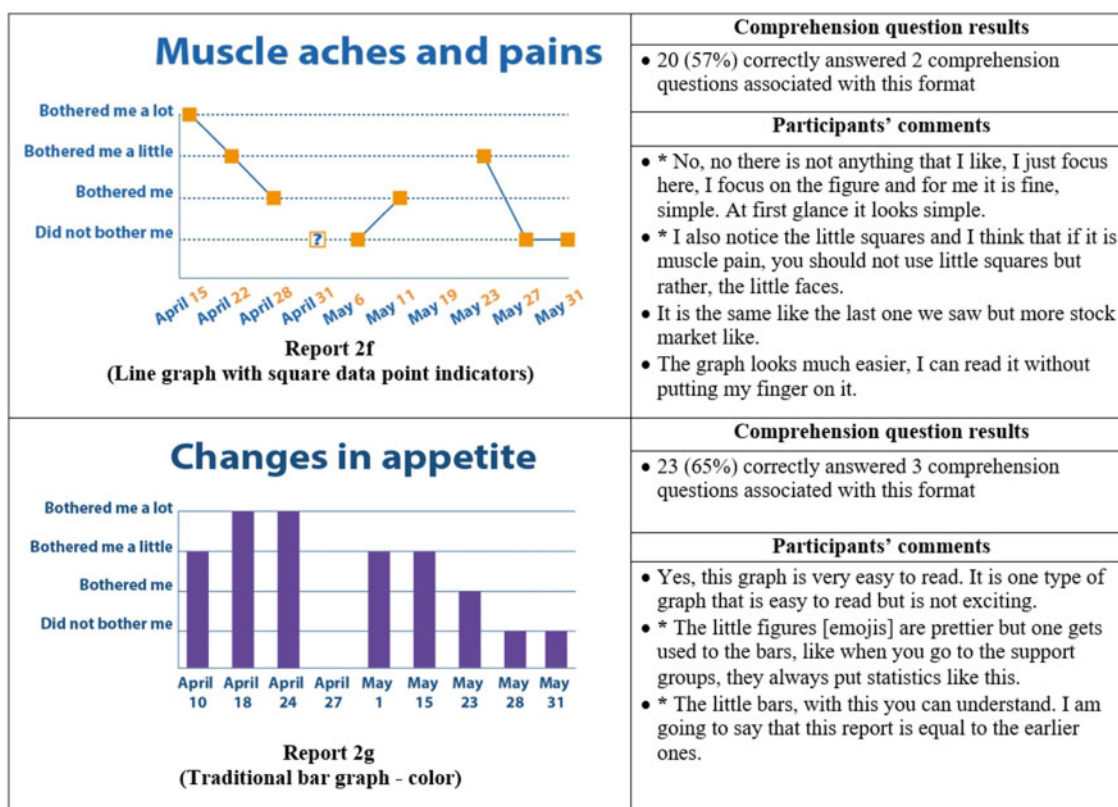 Muscle aches and pains
Bothered me a lot
Bothered me a little
Bothered me
Did not bother me
?
April 15
April 22
April 28
April 31
May 6
May 11
May 19
May 23
May 27
May 31
Report 2f
(Line graph with square data point indicators)
Comprehension question results
• 20 (57%) correctly answered 2 comprehension
questions associated with this format
Participants’ comments
• * No, no there is not anything that I like, I just focus
here, I focus on the figure and for me it is fine,
simple. At first glance it looks simple.
• * I also notice the little squares and I think that if it is
muscle pain, you should not use little squares but
rather, the little faces.
• It is the same like the last one we saw but more stock
market like.
• The graph looks much easier, I can read it without
putting my finger on it.
Changes in appetite
Bothered me a lot
Bothered me a little
Bothered me
Did not bother me
April 10
April 18
April 24
April 27
May 1
May 15
May 23
May 28
May 31
Report 2g
(Traditional bar graph - color)
Comprehension question results
• 23 (65%) correctly answered 3 comprehension
questions associated with this format
Participants’ comments
• Yes, this graph is very easy to read. It is one type of
graph that is easy to read but is not exciting.
• * The little figures [emojis] are prettier but one gets
used to the bars, like when you go to the support
groups, they always put statistics like this.
• * The little bars, with this you can understand. I am
going to say that this report is equal to the earlier
ones.